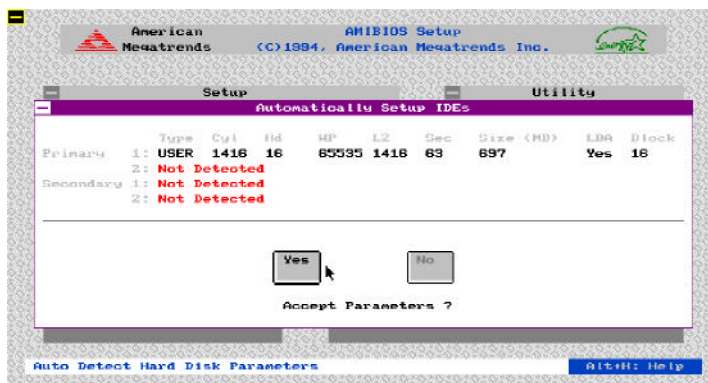 American
Megatrends
AMIBIOS Setup
(C)1994, American Megatrends Inc.
energy
Setup
Utility
Automatically Setup IDEs
Type Cyl Hd WP L2 Sec Size (MB) LBA Block
Primary 1: USER 1416 16 65535 1416 63 697 Yes 16
2: Not Detected
Secondary 1: Not Detected
2: Not Detected
Yes
No
Accept Parameters ?
Auto Detect Hard Disk Parameters
Alt+H: Help